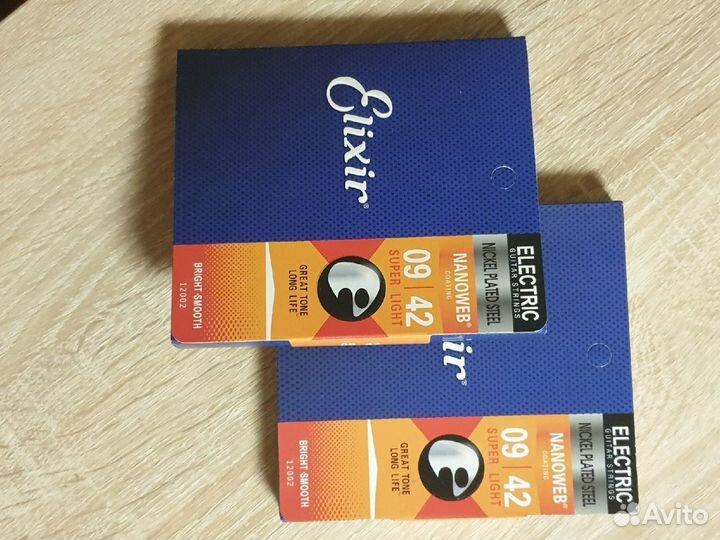 Elixir®
ELECTRIC
GUITAR STRINGS
NICKEL PLATED STEEL
NANOWEB®
COATING
09|42
SUPER LIGHT
GREAT TONE
LONG LIFE
BRIGHT·SMOOTH
12002
ir®
ELECTRIC
GUITAR STRINGS
NICKEL PLATED STEEL
NANOWEB®
COATING
09|42
SUPER LIGHT
GREAT TONE
LONG LIFE
BRIGHT·SMOOTH
12002
Avito